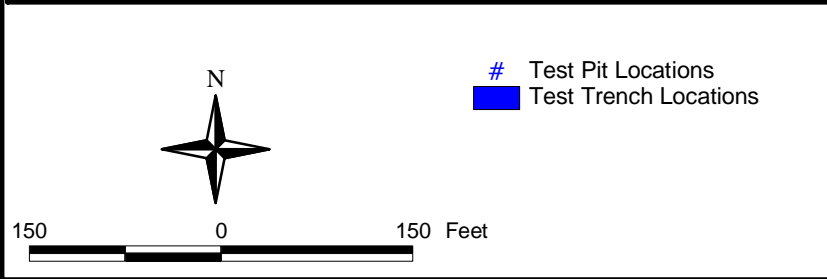 N
# Test Pit Locations
Test Trench Locations
150 0 150 Feet